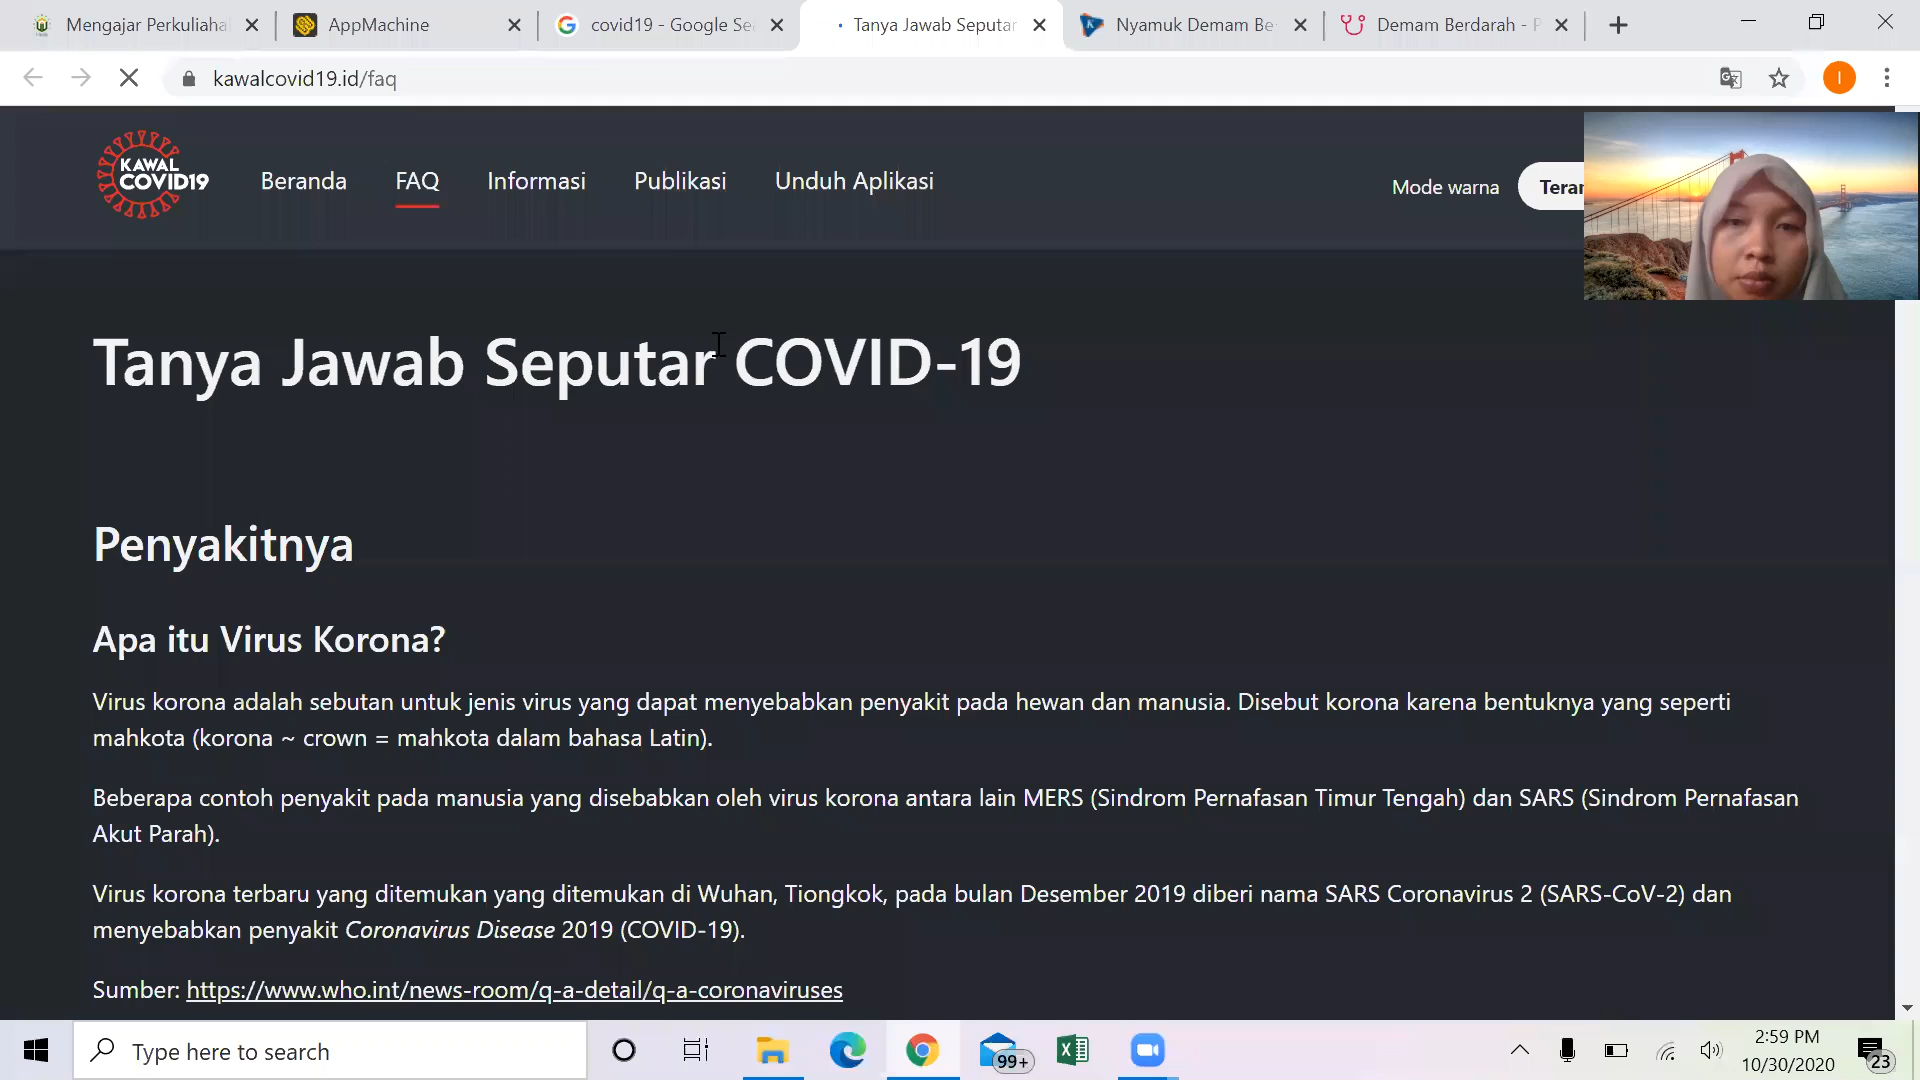 Mengajar Perkuliaha
AppMachine
covid19 - Google Se
Tanya Jawab Seputar
Nyamuk Demam Be
Demam Berdarah - P
kawalcovid19.id/faq
I
KAWAL
COVID19
Beranda
FAQ
Informasi
Publikasi
Unduh Aplikasi
Mode warna
Teran
Tanya Jawab Seputar COVID-19
Penyakitnya
Apa itu Virus Korona?
Virus korona adalah sebutan untuk jenis virus yang dapat menyebabkan penyakit pada hewan dan manusia. Disebut korona karena bentuknya yang seperti
mahkota (korona ~ crown = mahkota dalam bahasa Latin).
Beberapa contoh penyakit pada manusia yang disebabkan oleh virus korona antara lain MERS (Sindrom Pernafasan Timur Tengah) dan SARS (Sindrom Pernafasan
Akut Parah).
Virus korona terbaru yang ditemukan yang ditemukan di Wuhan, Tiongkok, pada bulan Desember 2019 diberi nama SARS Coronavirus 2 (SARS-CoV-2) dan
menyebabkan penyakit Coronavirus Disease 2019 (COVID-19).
Sumber: https://www.who.int/news-room/q-a-detail/q-a-coronaviruses
Type here to search
99+
2:59 PM
10/30/2020
23